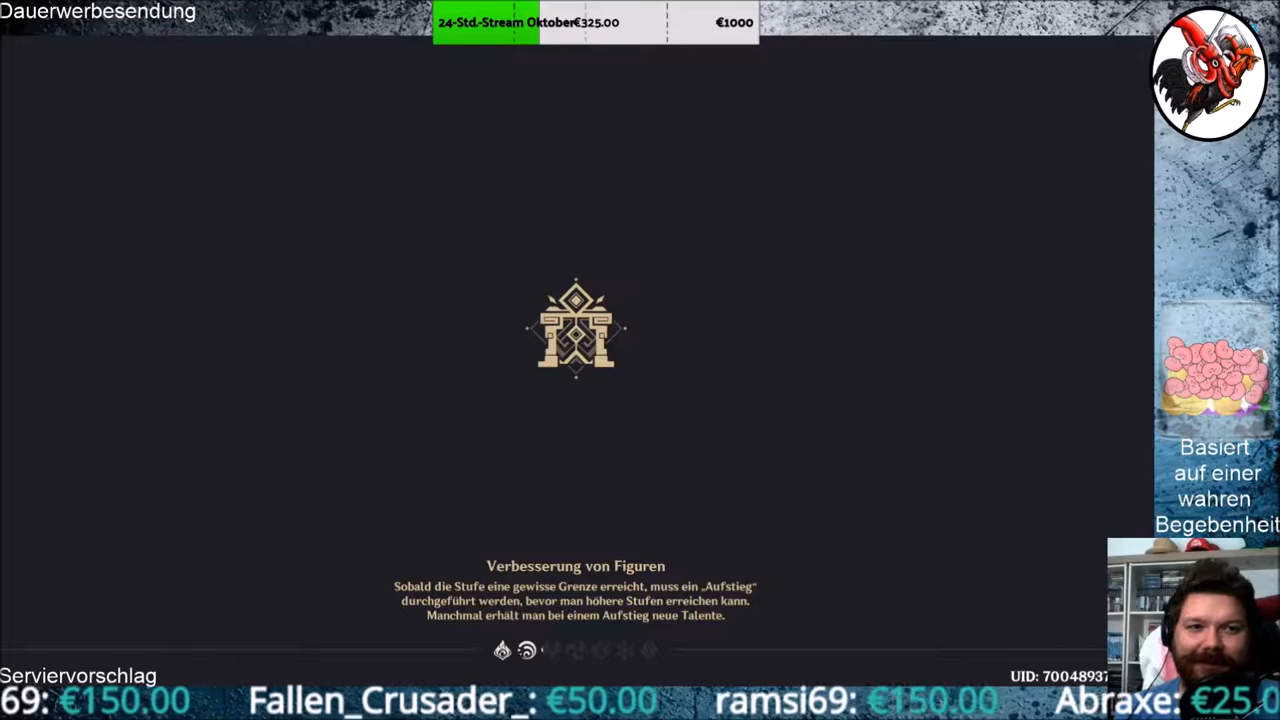 Dauerwerbesendung
24-Std.-Stream Oktober €325.00 €1000
Basiert
auf einer
wahren
Begebenheit
Verbesserung von Figuren
Sobald die Stufe eine gewisse Grenze erreicht, muss ein „Aufstieg“
durchgeführt werden, bevor man höhere Stufen erreichen kann.
Manchmal erhält man bei einem Aufstieg neue Talente.
Serviervorschlag
UID: 70048937
69: €150.00 Fallen_Crusader_: €50.00 ramsi69: €150.00 Abraxe: €25.0